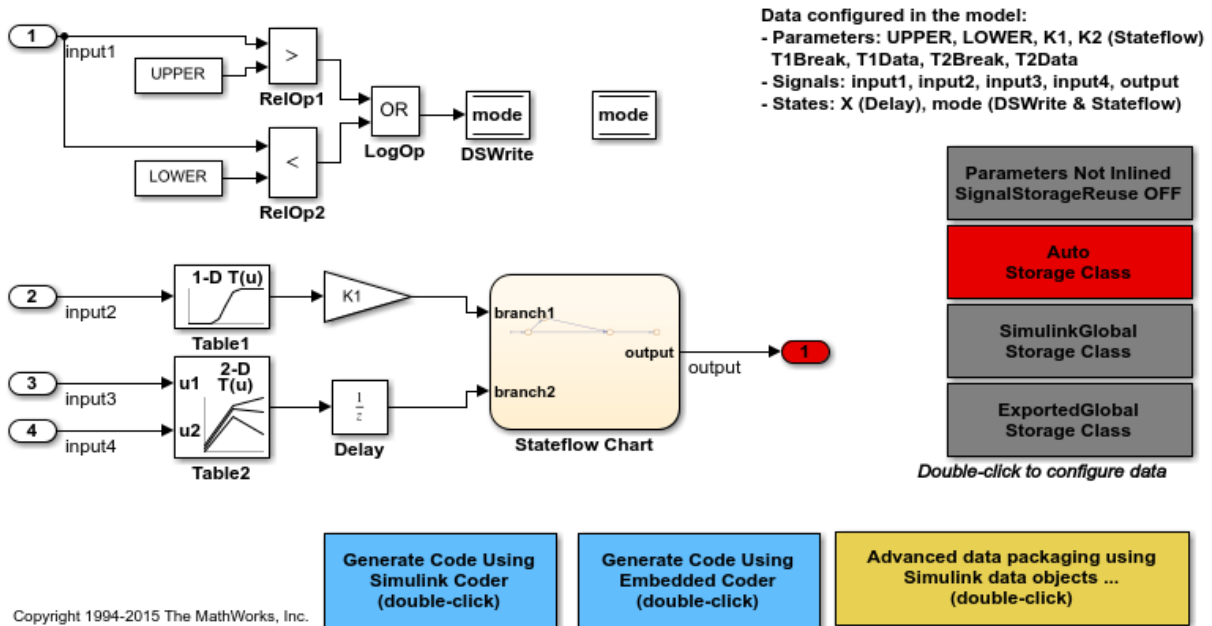 Data configured in the model:
- Parameters: UPPER, LOWER, K1, K2 (Stateflow)
T1Break, T1Data, T2Break, T2Data
- Signals: input1, input2, input3, input4, output
- States: X (Delay), mode (DSWrite & Stateflow)
1
input1
UPPER
>
RelOp1
LOWER
<
RelOp2
OR
LogOp
mode
DSWrite
mode
2
input2
1-D T(u)
Table1
K1
3
input3
4
input4
u1
u2
2-D
T(u)
Table2
1
z
Delay
branch1
branch2
output
Stateflow Chart
output
1
Parameters Not Inlined
SignalStorageReuse OFF
Auto
Storage Class
SimulinkGlobal
Storage Class
ExportedGlobal
Storage Class
Double-click to configure data
Generate Code Using
Simulink Coder
(double-click)
Generate Code Using
Embedded Coder
(double-click)
Advanced data packaging using
Simulink data objects ...
(double-click)
Copyright 1994-2015 The MathWorks, Inc.